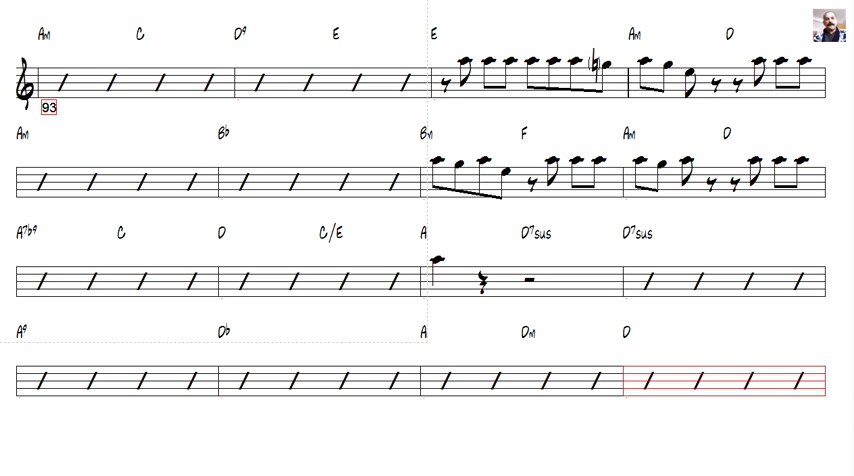 Am C D9 E E Am D
93
Am Bb Bm F Am D
A7b9 C D C/E A D7sus D7sus
A9 Db A Dm D